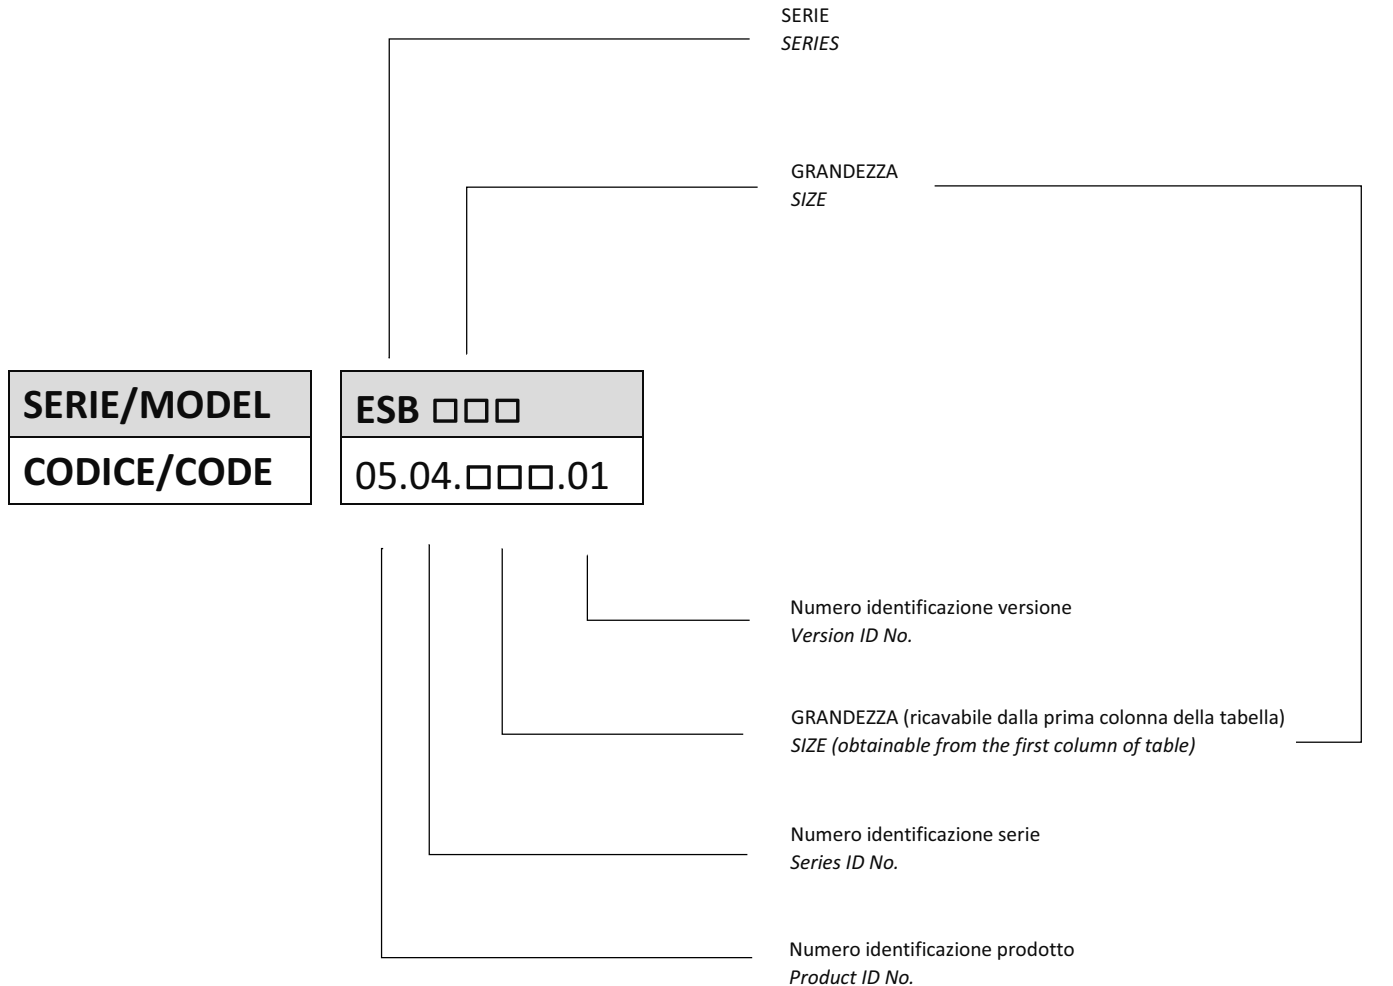 SERIE
SERIES
GRANDEZZA
SIZE
SERIE/MODEL
ESB □□□
CODICE/CODE
05.04.□□□.01
Numero identificazione versione
Version ID No.
GRANDEZZA (ricavabile dalla prima colonna della tabella)
SIZE (obtainable from the first column of table)
Numero identificazione serie
Series ID No.
Numero identificazione prodotto
Product ID No.